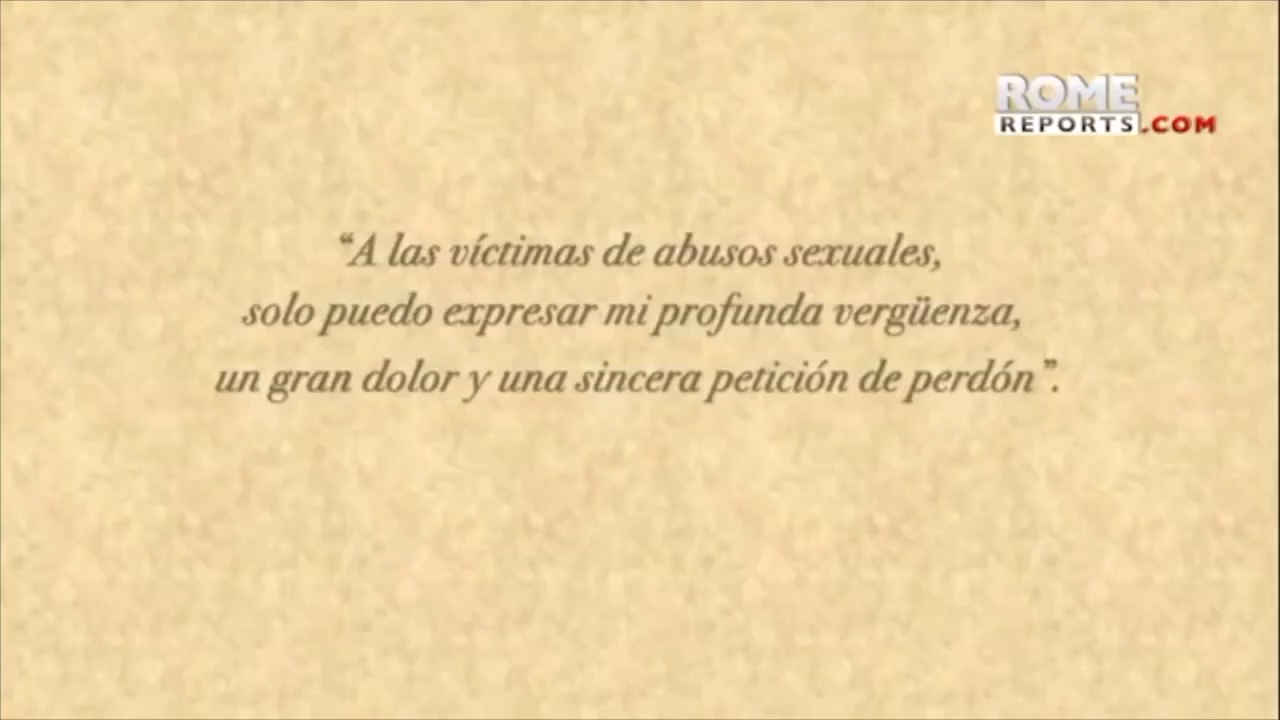 ROME
REPORTS.COM
“A las víctimas de abusos sexuales,
solo puedo expresar mi profunda vergüenza,
un gran dolor y una sincera petición de perdón”.